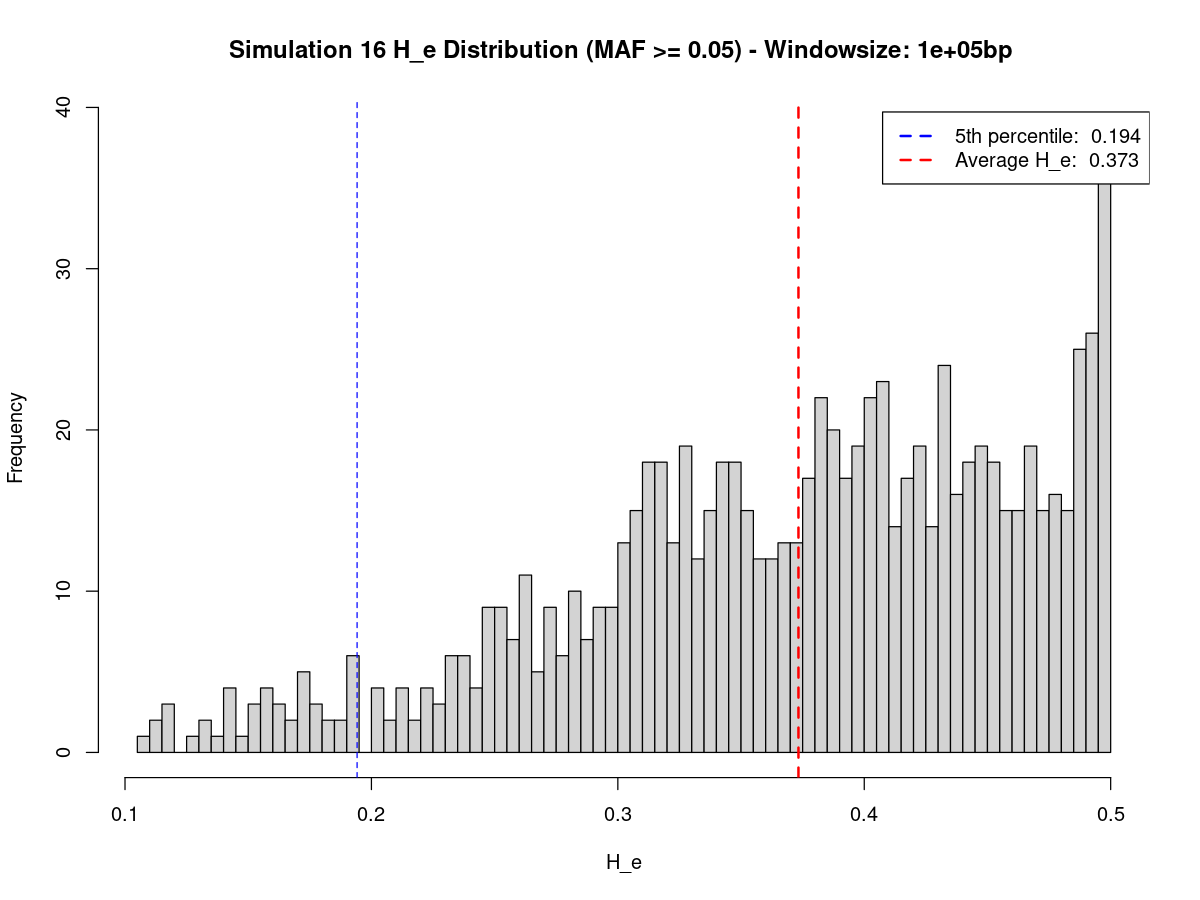 Simulation 16 H_e Distribution (MAF >= 0.05) - Windowsize: 1e+05bp
5th percentile:  0.194
Average H_e:  0.373
Frequency
40
30
20
10
0
0.1
0.2
0.3
0.4
0.5
H_e